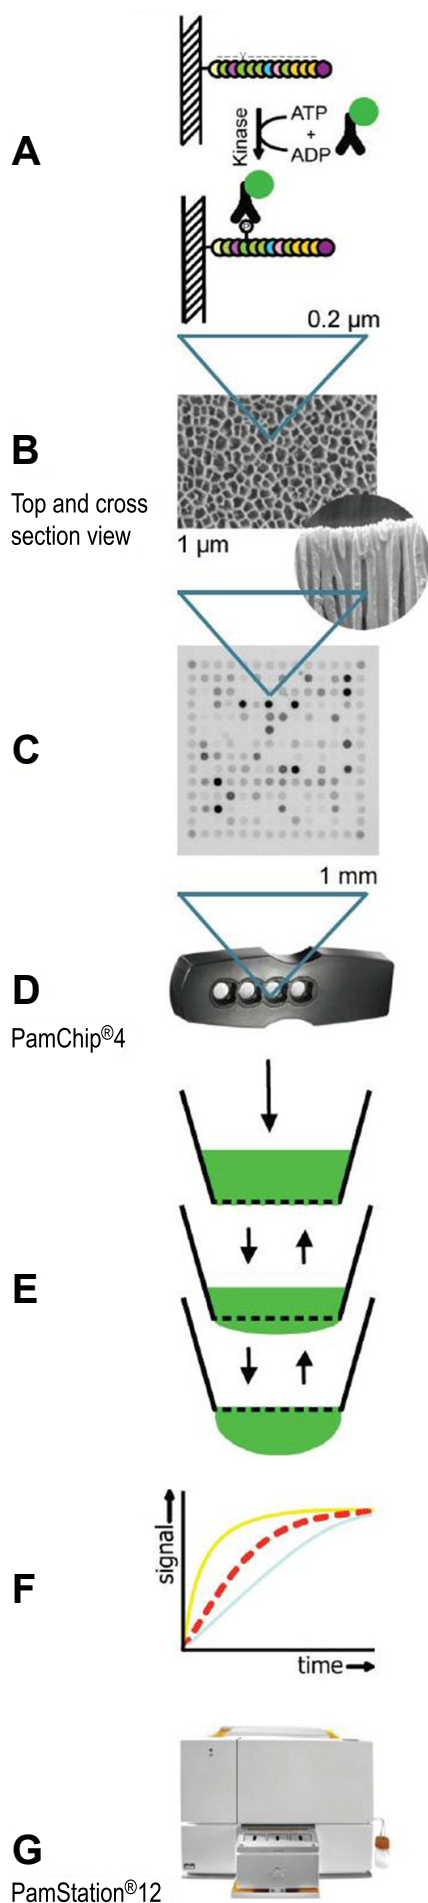 A
Y
Kinase
ATP
+
ADP
P
0.2 µm
B
Top and cross
section view
1 µm
C
1 mm
D
PamChip®4
E
F
signal
time
G
PamStation®12